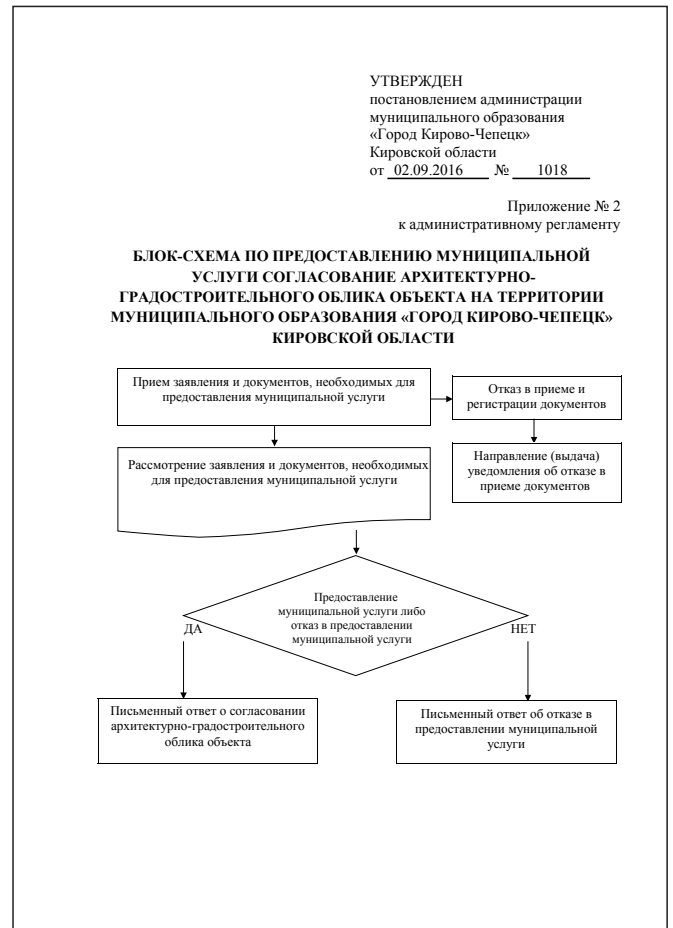 УТВЕРЖДЕН
постановлением администрации
муниципального образования
«Город Кирово-Чепецк»
Кировской области
от 02.09.2016 № 1018
Приложение № 2
к административному регламенту
БЛОК-СХЕМА ПО ПРЕДОСТАВЛЕНИЮ МУНИЦИПАЛЬНОЙ
УСЛУГИ СОГЛАСОВАНИЕ АРХИТЕКТУРНО-
ГРАДОСТРОИТЕЛЬНОГО ОБЛИКА ОБЪЕКТА НА ТЕРРИТОРИИ
МУНИЦИПАЛЬНОГО ОБРАЗОВАНИЯ «ГОРОД КИРОВО-ЧЕПЕЦК»
КИРОВСКОЙ ОБЛАСТИ
Прием заявления и документов, необходимых для
предоставления муниципальной услуги
Отказ в приеме и
регистрации документов
Рассмотрение заявления и документов, необходимых
для предоставления муниципальной услуги
Направление (выдача)
уведомления об отказе в
приеме документов
Предоставление
муниципальной услуги либо
отказ в предоставлении
муниципальной услуги
ДА
НЕТ
Письменный ответ о согласовании
архитектурно-градостроительного
облика объекта
Письменный ответ об отказе в
предоставлении муниципальной
услуги